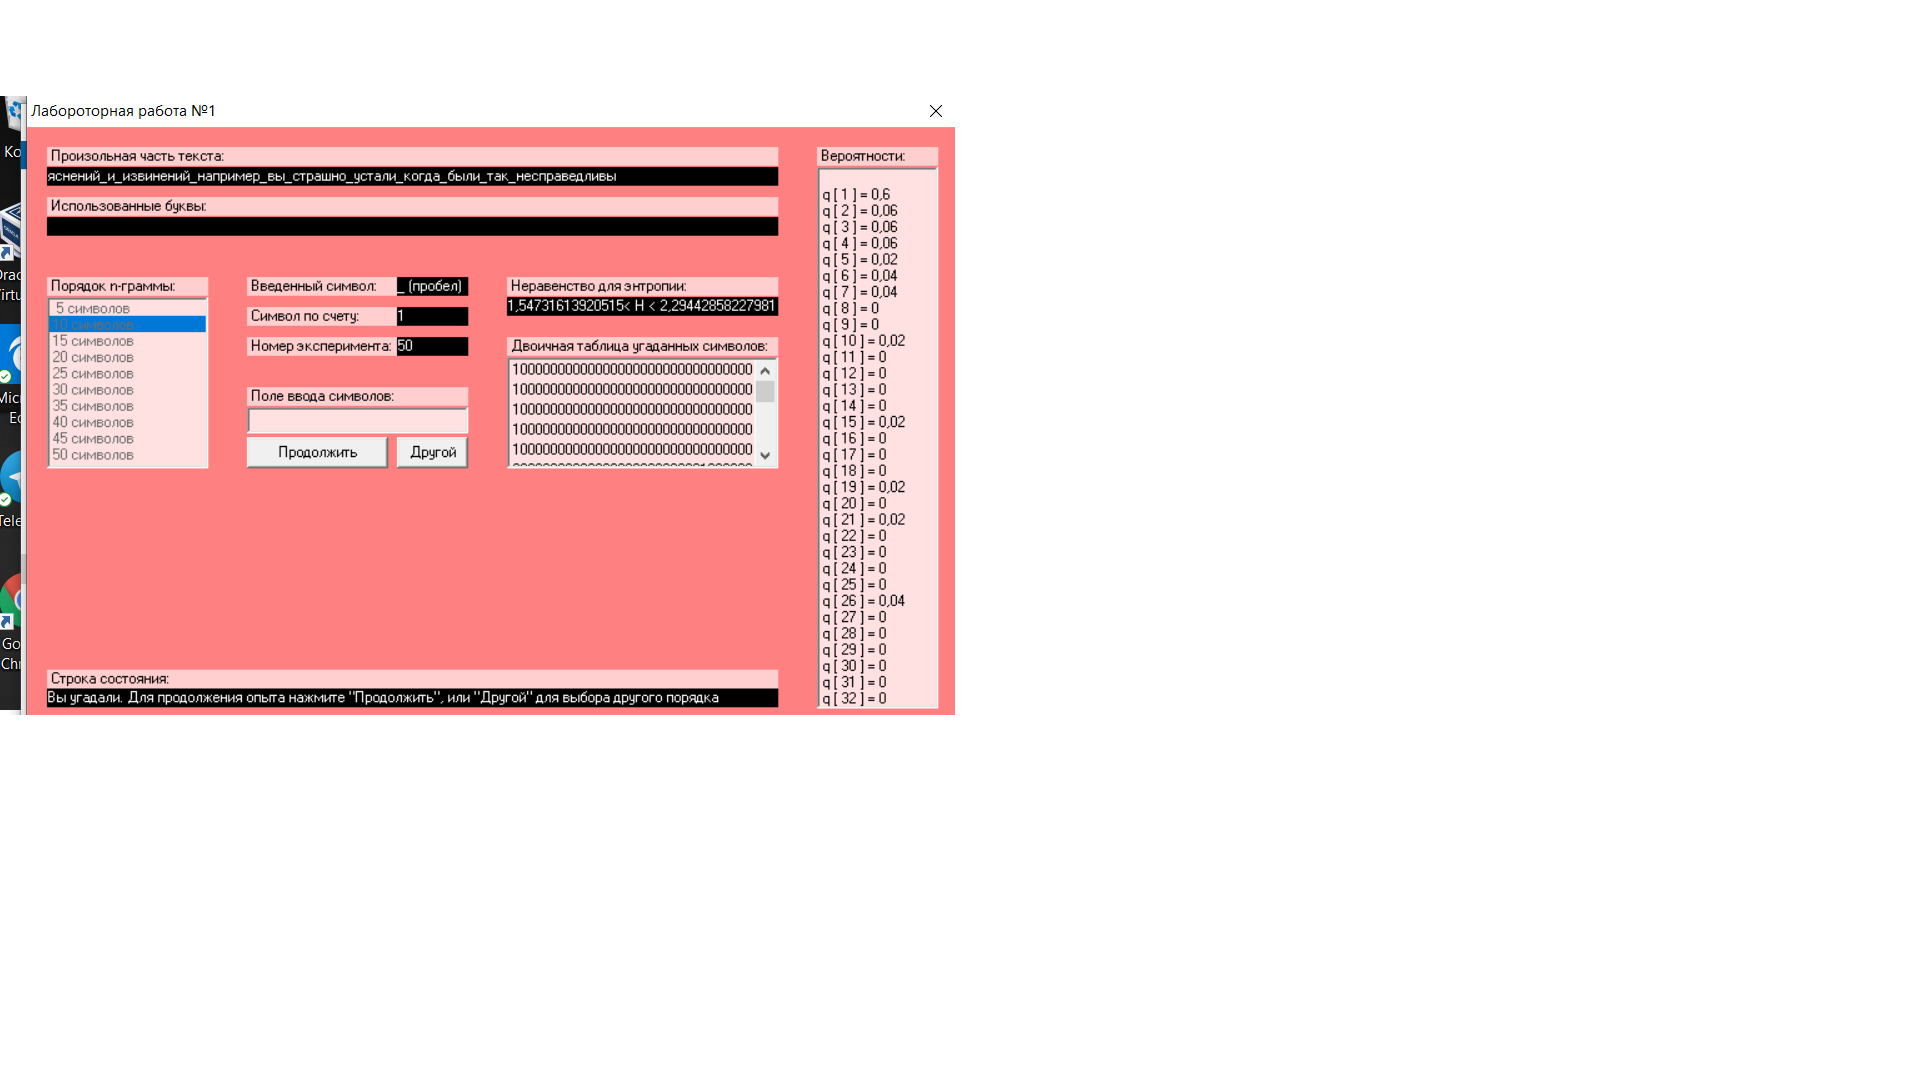 Лабороторная работа №1
Произольная часть текста:
яснений_и_извинений_например_вы_страшно_устали_когда_были_так_несправедливы
Использованные буквы:
Порядок n-граммы:
5 символов
10 символов
15 символов
20 символов
25 символов
30 символов
35 символов
40 символов
45 символов
50 символов
Введенный символ: _ (пробел)
Символ по счету: 1
Номер эксперимента: 50
Поле ввода символов:
Продолжить
Другой
Неравенство для энтропии:
1,54731613920515< H < 2,29442858227981
Двоичная таблица угаданных символов:
10000000000000000000000000000000
10000000000000000000000000000000
10000000000000000000000000000000
10000000000000000000000000000000
10000000000000000000000000000000
Строка состояния:
Вы угадали. Для продолжения опыта нажмите "Продолжить", или "Другой" для выбора другого порядка
Вероятности:
q [ 1 ] = 0,6
q [ 2 ] = 0,06
q [ 3 ] = 0,06
q [ 4 ] = 0,06
q [ 5 ] = 0,02
q [ 6 ] = 0,04
q [ 7 ] = 0,04
q [ 8 ] = 0
q [ 9 ] = 0
q [ 10 ] = 0,02
q [ 11 ] = 0
q [ 12 ] = 0
q [ 13 ] = 0
q [ 14 ] = 0
q [ 15 ] = 0,02
q [ 16 ] = 0
q [ 17 ] = 0
q [ 18 ] = 0
q [ 19 ] = 0,02
q [ 20 ] = 0
q [ 21 ] = 0,02
q [ 22 ] = 0
q [ 23 ] = 0
q [ 24 ] = 0
q [ 25 ] = 0
q [ 26 ] = 0,04
q [ 27 ] = 0
q [ 28 ] = 0
q [ 29 ] = 0
q [ 30 ] = 0
q [ 31 ] = 0
q [ 32 ] = 0